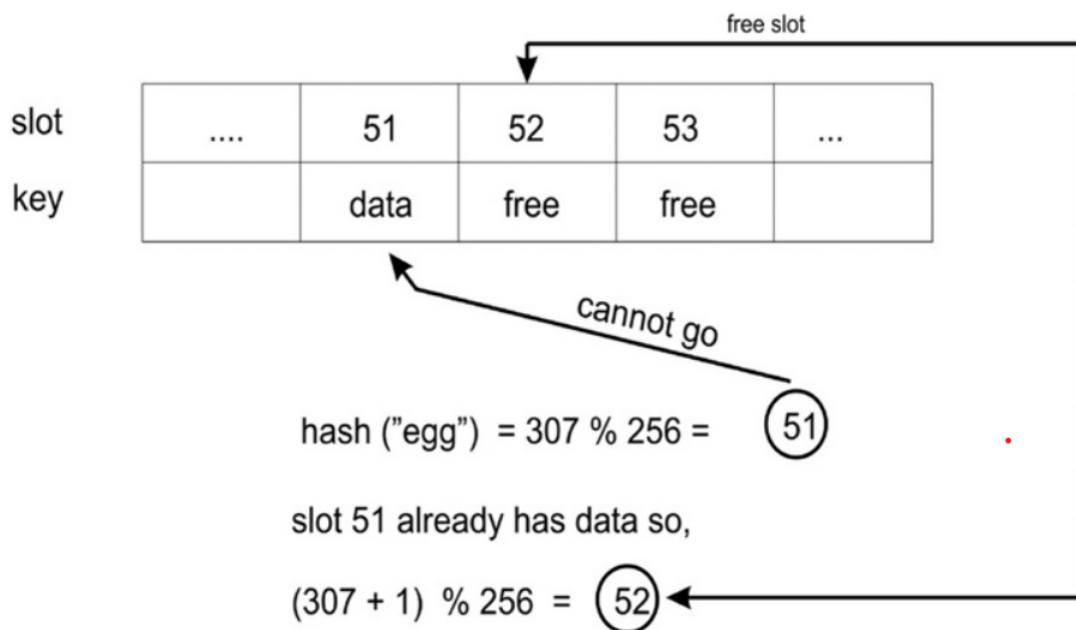 free slot
slot .... 51 52 53 ...
key data free free
cannot go
hash (”egg”) = 307 % 256 = 51
slot 51 already has data so,
(307 + 1) % 256 = 52